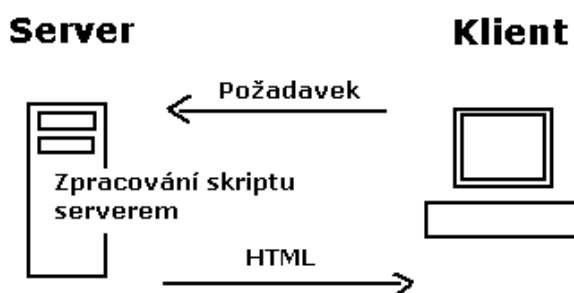 Server
Klient
Požadavek
Zpracování skriptu
serverem
HTML